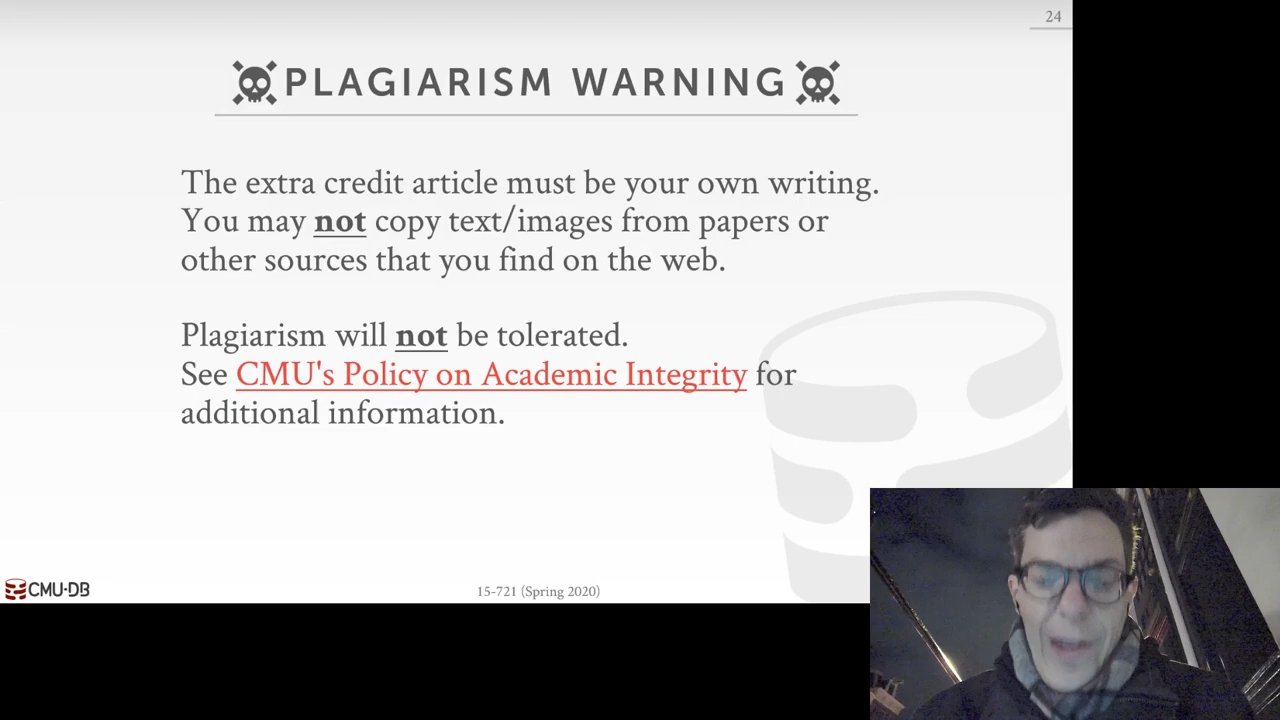 24
PLAGIARISM WARNING
The extra credit article must be your own writing.
You may not copy text/images from papers or
other sources that you find on the web.
Plagiarism will not be tolerated.
See CMU's Policy on Academic Integrity for
additional information.
CMU·DB
15-721 (Spring 2020)